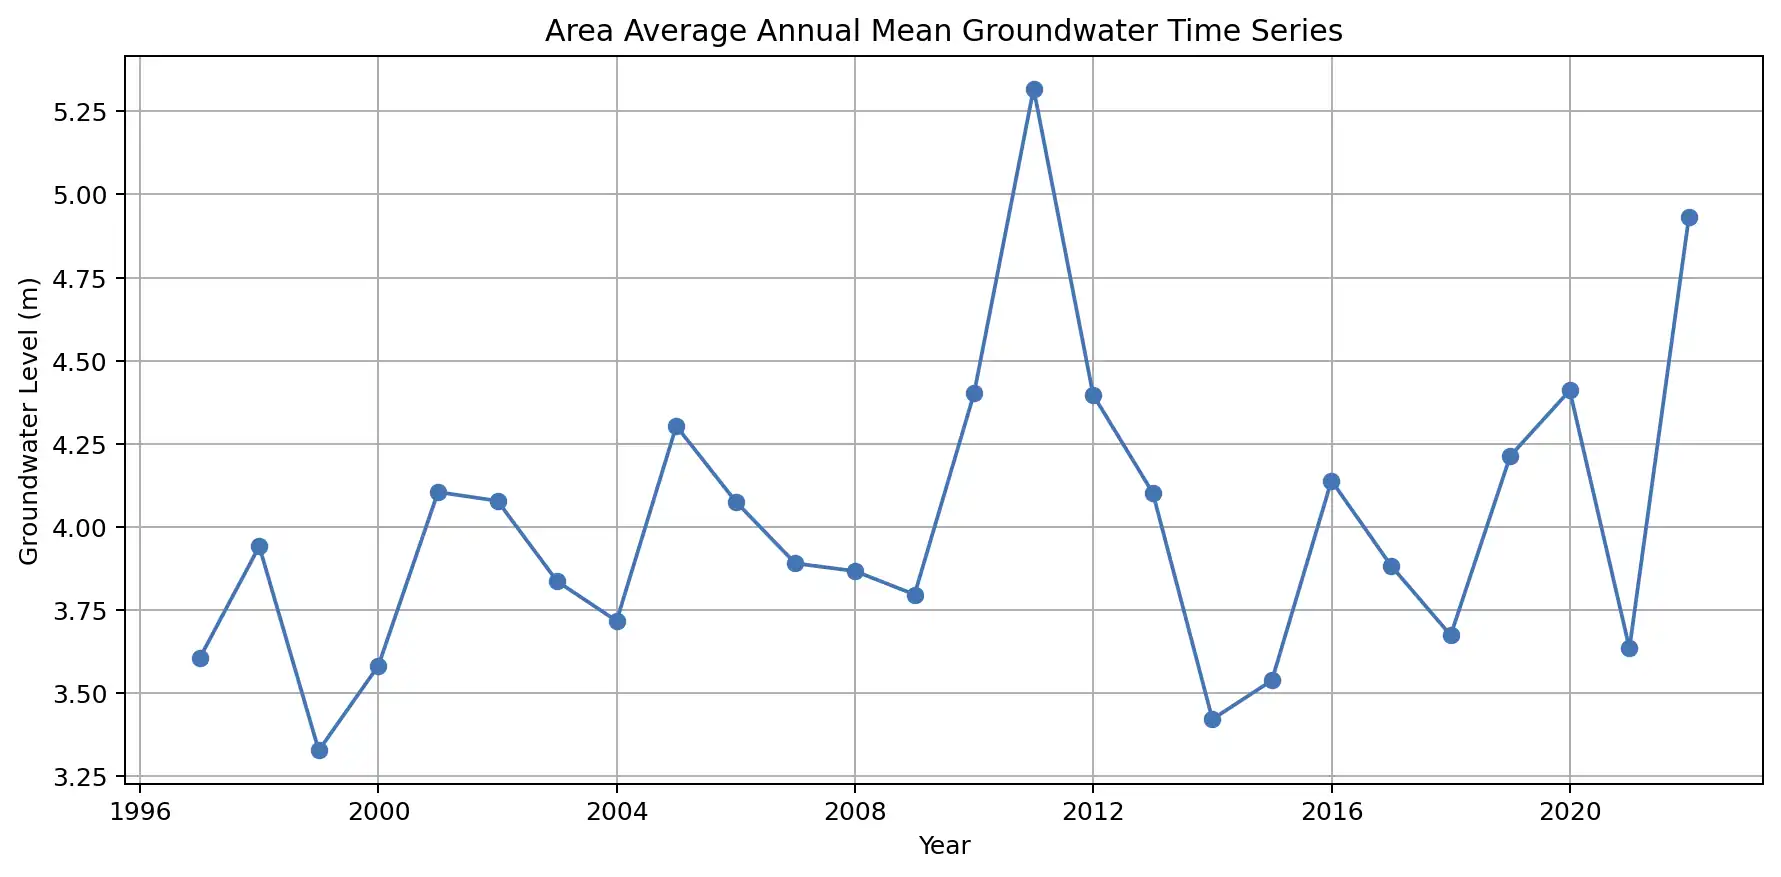 Area Average Annual Mean Groundwater Time Series
Groundwater Level (m)
5.25
5.00
4.75
4.50
4.25
4.00
3.75
3.50
3.25
1996 2000 2004 2008 2012 2016 2020
Year